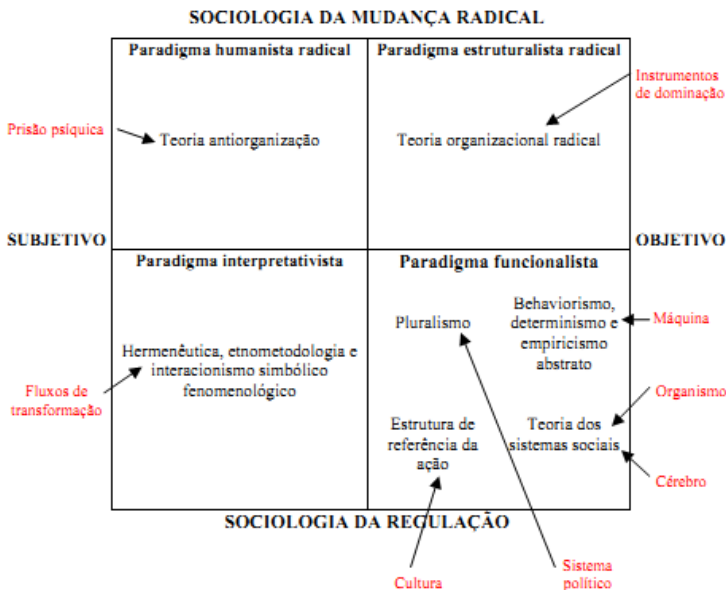 SOCIOLOGIA DA MUDANÇA RADICAL
Paradigma humanista radical
Paradigma estruturalista radical
Instrumentos
de dominação
Prisão psíquica
Teoria antiorganização
Teoria organizacional radical
SUBJETIVO
OBJETIVO
Paradigma interpretativista
Paradigma funcionalista
Pluralismo
Behaviorismo,
determinismo e
empiricismo
abstrato
Máquina
Hermenêutica, etnometodologia e
interacionismo simbólico
fenomenológico
Fluxos de
transformação
Organismo
Estrutura de
referência da
ação
Teoria dos
sistemas sociais
Cérebro
SOCIOLOGIA DA REGULAÇÃO
Cultura
Sistema
político